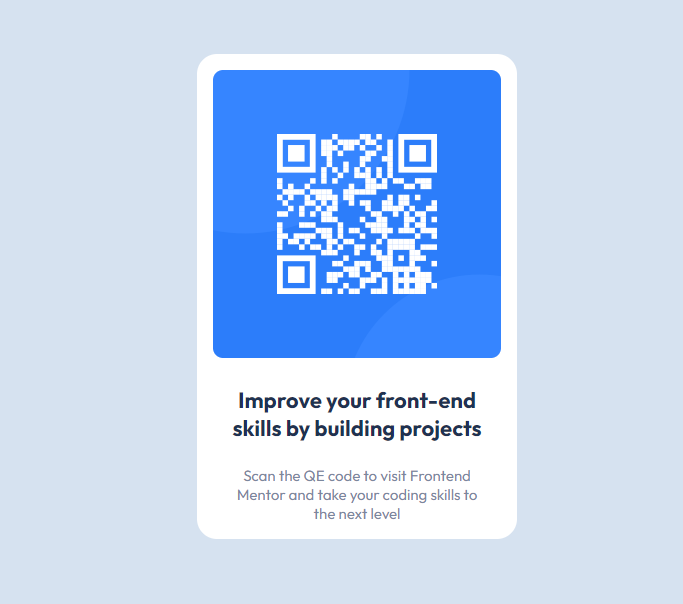 Improve your front-end
skills by building projects
Scan the QE code to visit Frontend
Mentor and take your coding skills to
the next level